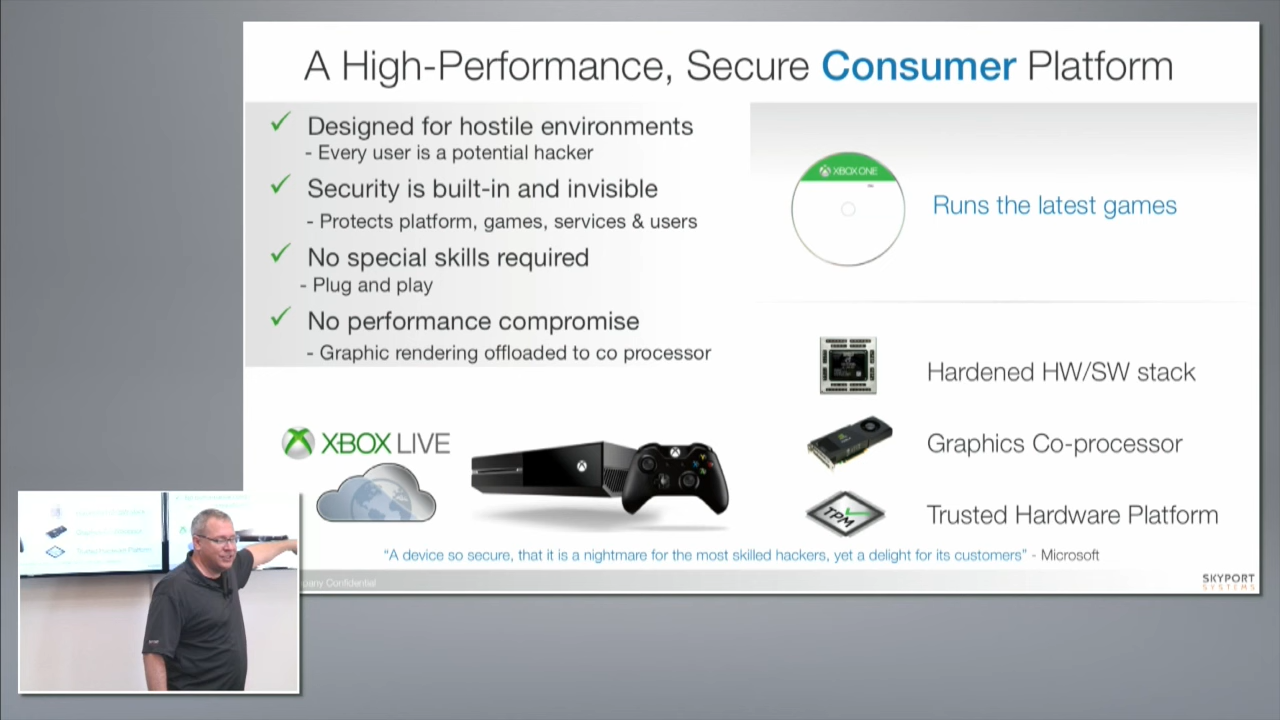 A High-Performance, Secure Consumer Platform
Designed for hostile environments
- Every user is a potential hacker
Security is built-in and invisible
- Protects platform, games, services & users
No special skills required
- Plug and play
No performance compromise
- Graphic rendering offloaded to co processor
XBOX LIVE
XBOX ONE
Runs the latest games
Hardened HW/SW stack
Graphics Co-processor
TPM
Trusted Hardware Platform
"A device so secure, that it is a nightmare for the most skilled hackers, yet a delight for its customers" - Microsoft
Confidential
SKYPORT
SYSTEMS